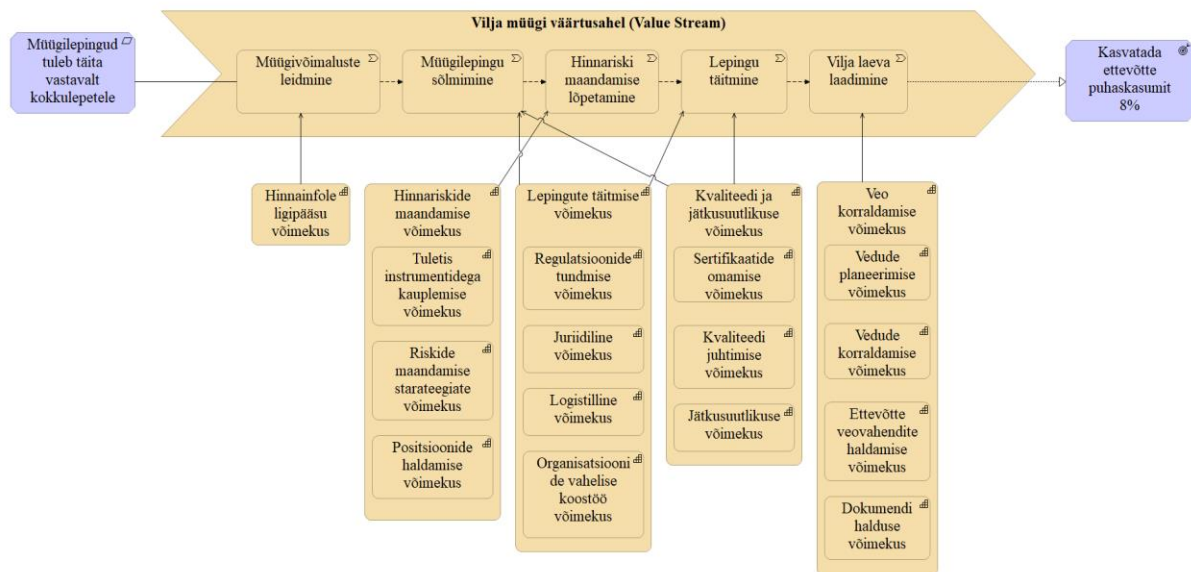 Vilja müügi väärtusahel (Value Stream)
Müügilepingud
tuleb täita
vastavalt
kokkulepetele
Müügivõimaluste
leidmine
Müügilepingu
sõlmimine
Hinnariski
maandamise
lõpetamine
Lepingu
täitmine
Vilja laeva
laadimine
Kasvatada
ettevõtte
puhaskasumit
8%
Hinnainfole
ligipääsu
võimekus
Hinnariskide
maandamise
võimekus
Tuletis
instrumentidega
kauplemise
võimekus
Riskide
maandamise
starateegiate
võimekus
Positsioonide
haldamise
võimekus
Lepingute täitmise
võimekus
Regulatsioonide
tundmise
võimekus
Juriidiline
võimekus
Logistilline
võimekus
Organisatsiooni
de vahelise
koostöö
võimekus
Kvaliteedi ja
jätkusuutlikuse
võimekus
Sertifikaatide
omamise
võimekus
Kvaliteedi
juhtimise
võimekus
Jätkusuutlikuse
võimekus
Veo
korraldamise
võimekus
Vedude
planeerimise
võimekus
Vedude
korraldamise
võimekus
Ettevõtte
veovahendite
haldamise
võimekus
Dokumendi
halduse
võimekus